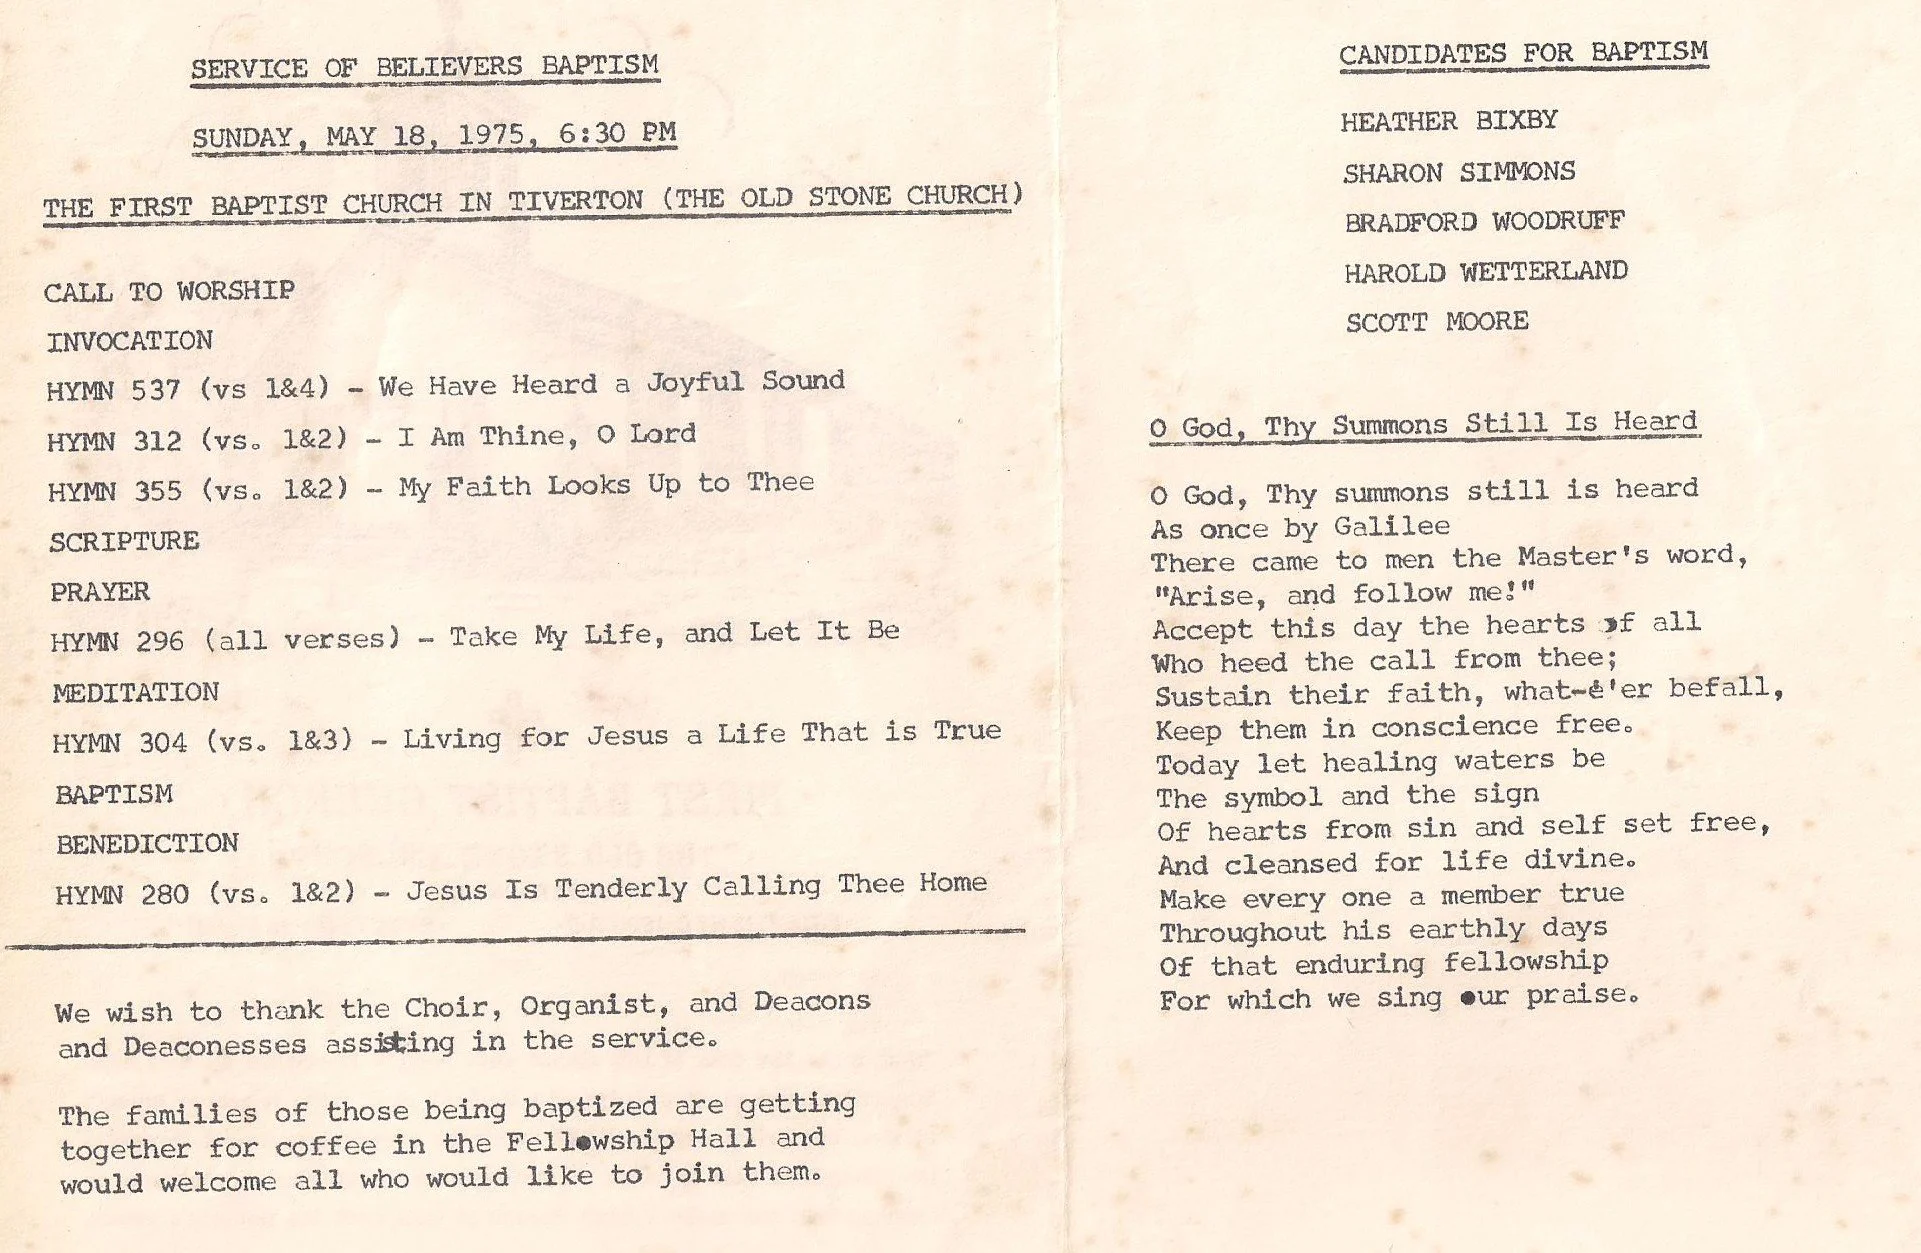 SERVICE OF BELIEVERS BAPTISM
SUNDAY, MAY 18, 1975, 6:30 PM
THE FIRST BAPTIST CHURCH IN TIVERTON (THE OLD STONE CHURCH)
CALL TO WORSHIP
INVOCATION
HYMN 537 (vs 1&4) - We Have Heard a Joyful Sound
HYMN 312 (vs. 1&2) - I Am Thine, O Lord
HYMN 355 (vs. 1&2) - My Faith Looks Up to Thee
SCRIPTURE
PRAYER
HYMN 296 (all verses) - Take My Life, and Let It Be
MEDITATION
HYMN 304 (vs. 1&3) - Living for Jesus a Life That is True
BAPTISM
BENEDICTION
HYMN 280 (vs. 1&2) - Jesus Is Tenderly Calling Thee Home
We wish to thank the Choir, Organist, and Deacons
and Deaconesses assisting in the service.
The families of those being baptized are getting
together for coffee in the Fellowship Hall and
would welcome all who would like to join them.
CANDIDATES FOR BAPTISM
HEATHER BIXBY
SHARON SIMMONS
BRADFORD WOODRUFF
HAROLD WETTERLAND
SCOTT MOORE
O God, Thy Summons Still Is Heard
O God, Thy summons still is heard
As once by Galilee
There came to men the Master's word,
"Arise, and follow me!"
Accept this day the hearts of all
Who heed the call from thee;
Sustain their faith, what-e'er befall,
Keep them in conscience free.
Today let healing waters be
The symbol and the sign
Of hearts from sin and self set free,
And cleansed for life divine.
Make every one a member true
Throughout his earthly days
Of that enduring fellowship
For which we sing our praise.